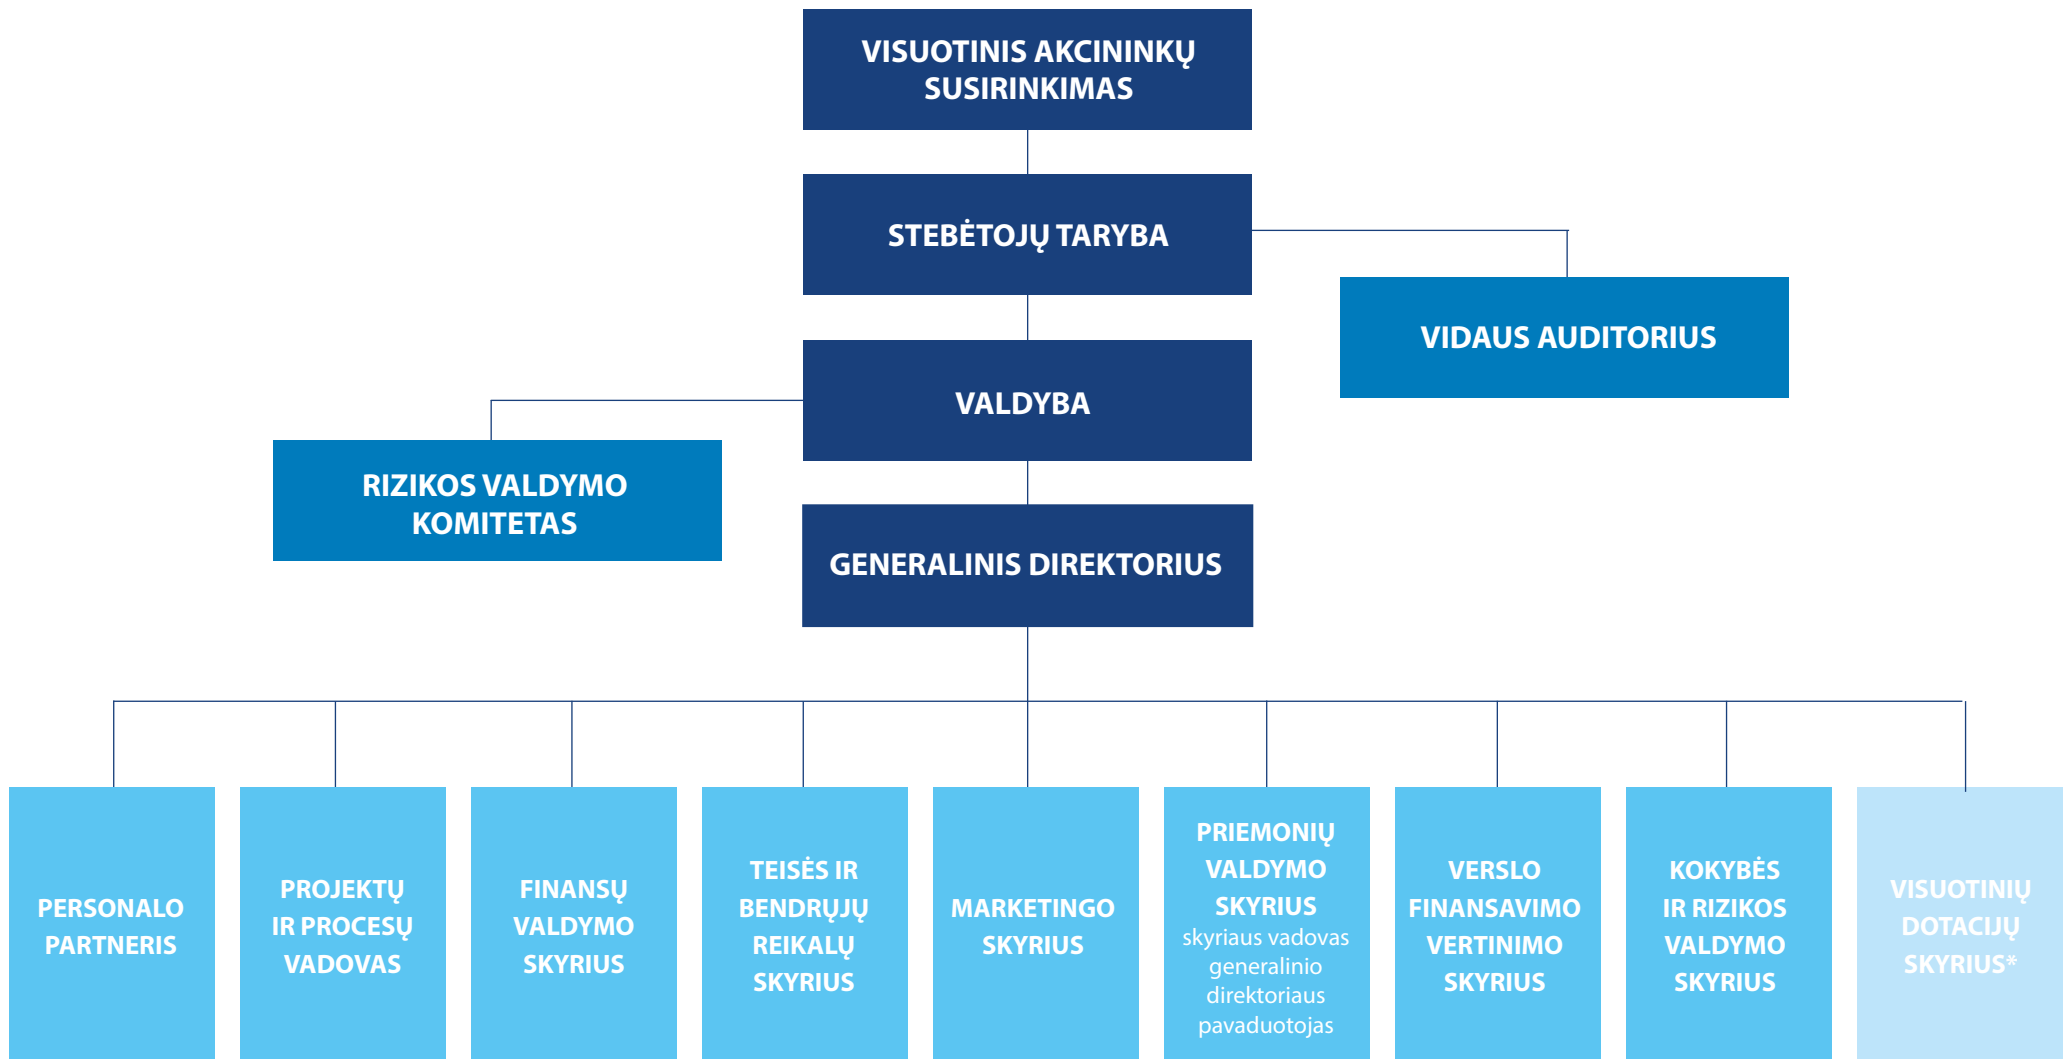 VISUOTINIS AKCININKŲ
SUSIRINKIMAS
STEBĖTOJŲ TARYBA
VIDAUS AUDITORIUS
VALDYBA
RIZIKOS VALDYMO
KOMITETAS
GENERALINIS DIREKTORIUS
PERSONALO
PARTNERIS
PROJEKTŲ
IR PROCESŲ
VADOVAS
FINANSŲ
VALDYMO
SKYRIUS
TEISĖS IR
BENDRŲJŲ
REIKALŲ
SKYRIUS
MARKETINGO
SKYRIUS
PRIEMONIŲ
VALDYMO
SKYRIUS
skyriaus vadovas
generalinio
direktoriaus
pavaduotojas
VERSLO
FINANSAVIMO
VERTINIMO
SKYRIUS
KOKYBĖS
IR RIZIKOS
VALDYMO
SKYRIUS
VISUOTINIŲ
DOTACIJŲ
SKYRIUS*